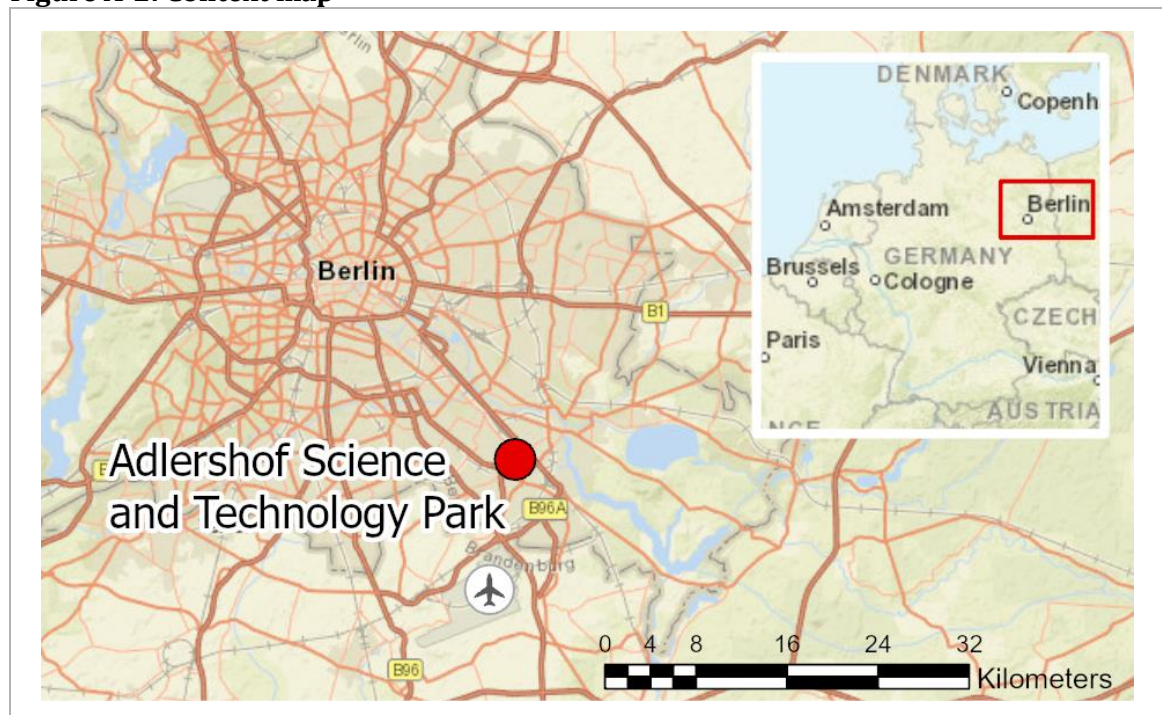 DENMARK
Copenh
Amsterdam
Berlin
Brussels
GERMANY
Cologne
CZECH
Paris
Vienna
AUSTRIA
Berlin
B1
Adlershof Science
and Technology Park
B96A
Brandenburg
B96
0 4 8 16 24 32
Kilometers